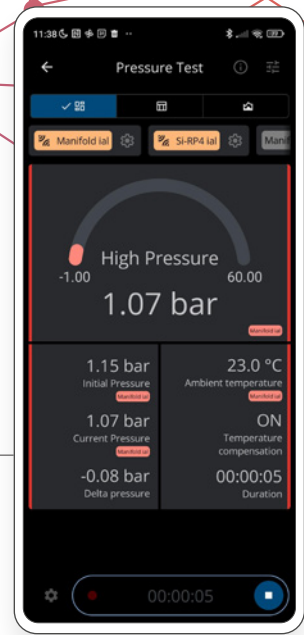 11:38
Pressure Test
Manifold ial
Si-RP4 ial
Mani
High Pressure
-1.00
60.00
1.07 bar
Manifold ial
1.15 bar
Initial Pressure
Manifold ial
1.07 bar
Current Pressure
Manifold ial
-0.08 bar
Delta pressure
23.0 °C
Ambient temperature
Manifold ial
ON
Temperature
compensation
00:00:05
Duration
00:00:05